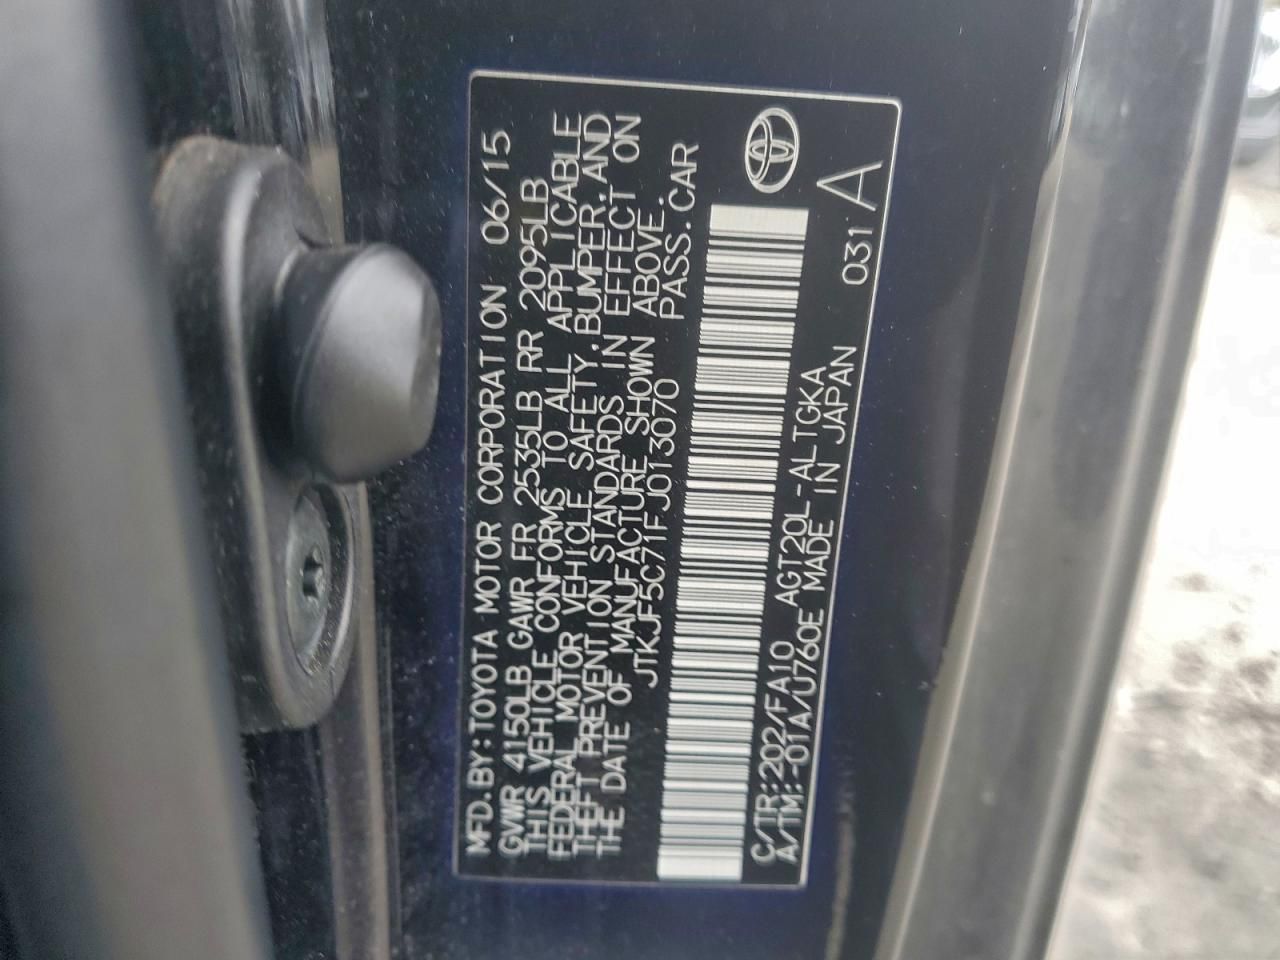 MFD.BY:TOYOTA MOTOR CORPORATION 06/15
GVWR 4150LB GAWR FR 2535LB RR 2095LB
THIS VEHICLE CONFORMS TO ALL APPLICABLE
FEDERAL MOTOR VEHICLE SAFETY,BUMPER,AND
THEFT PREVENTION STANDARDS IN EFFECT ON
THE DATE OF MANUFACTURE SHOWN ABOVE.
JTKJF5C71FJ013070 PASS.CAR
C/TR:202/FA10 AGT20L-ALTGKA 031 A
A/TM:-01A/U760E MADE IN JAPAN